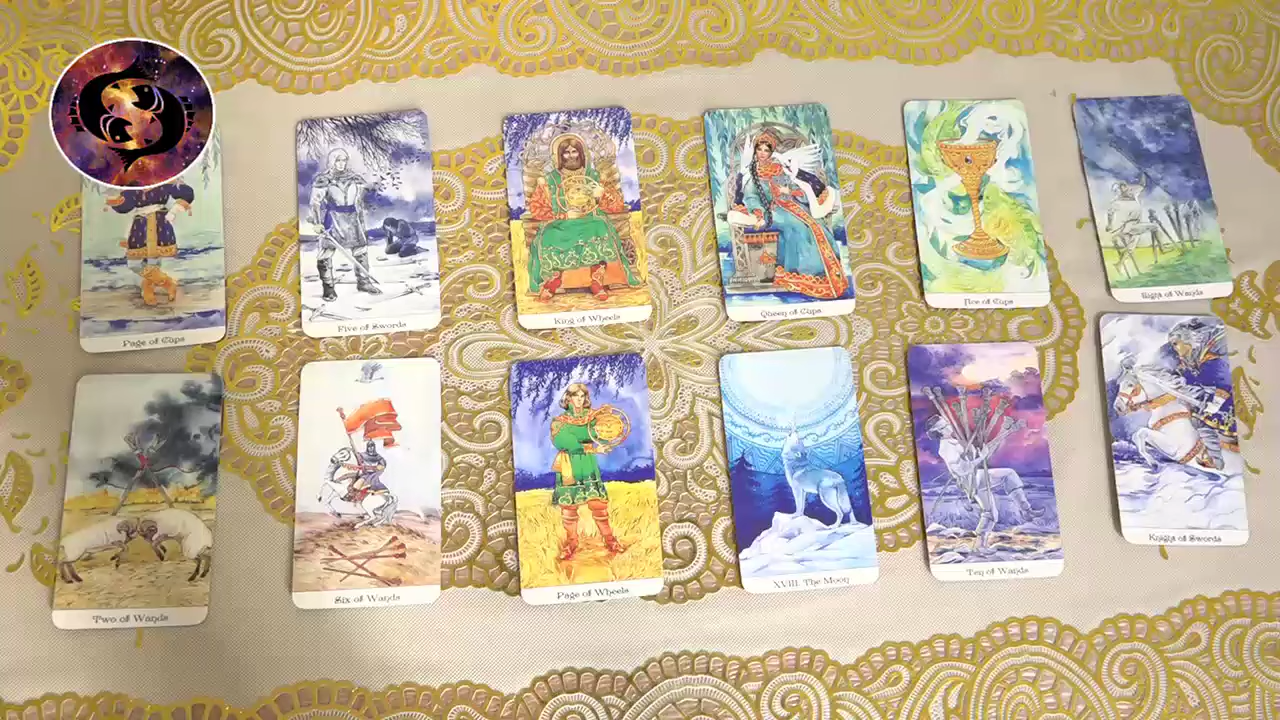 Page of Cups
Five of Swords
King of Wheels
Queen of Cups
Ace of Cups
Eight of Wands
Two of Wands
Six of Wands
Page of Wheels
XVIII. The Moon
Ten of Wands
Knight of Swords